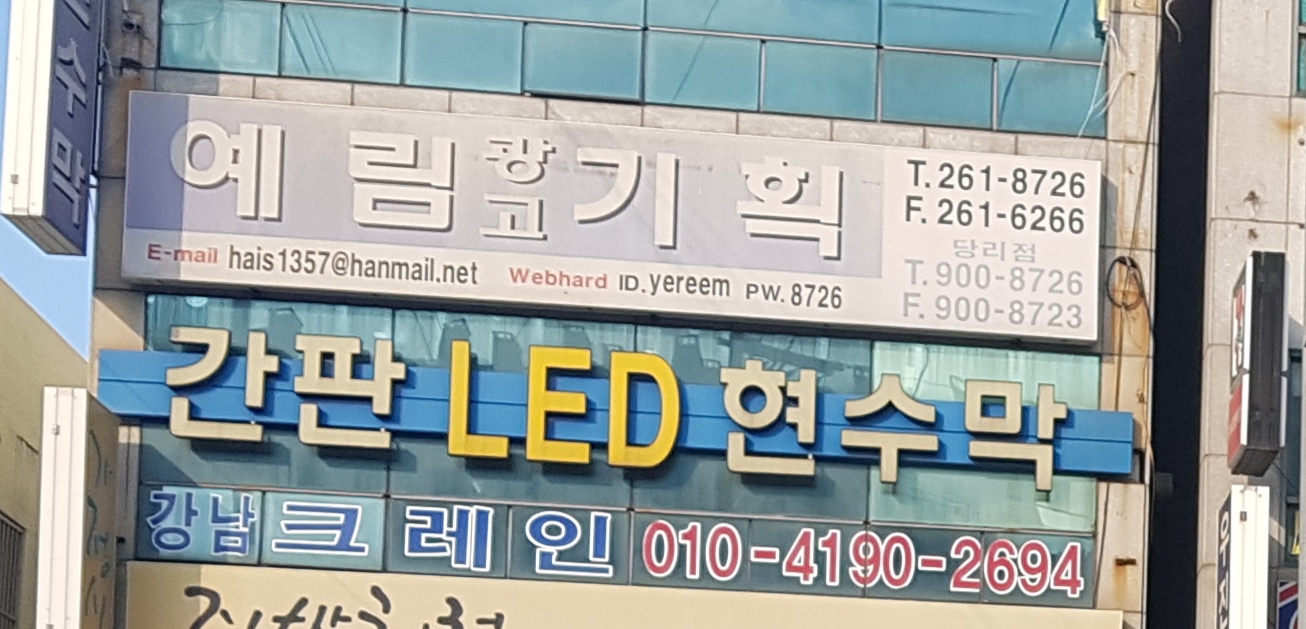 예림광고기획
T. 261-8726
F. 261-6266
당리점
T. 900-8726
F. 900-8723
E-mail hais1357@hanmail.net Webhard ID.yereem PW.8726
간판 LED 현수막
강남크레인 010-4190-2694
수막